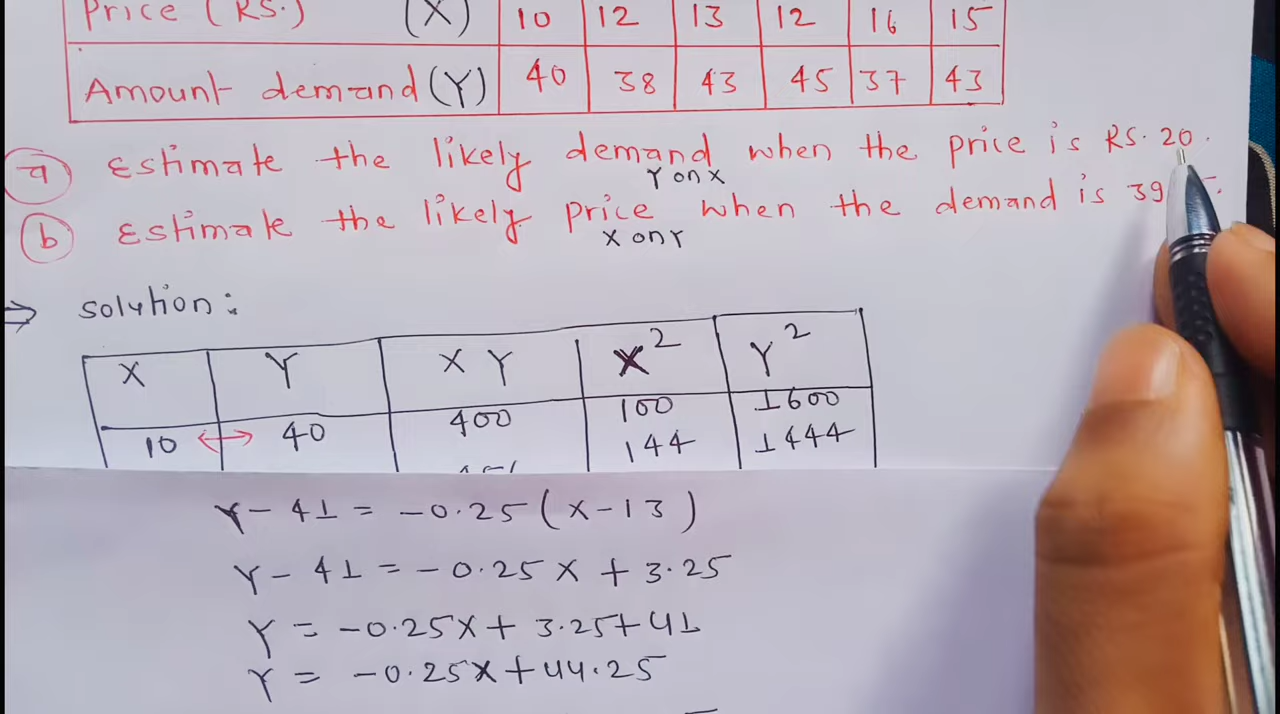 Price (RS.) (X) 10 12 13 12 16 15
Amount demand (Y) 40 38 43 45 37 43
a Estimate the likely demand when the price is RS. 20.
Y on X
b Estimate the likely price when the demand is 39
X on Y
⇒ Solution:
X Y XY X² Y²
10 ↔ 40 400 100 1600
144 1444
Y - 41 = -0.25 (X - 13)
Y - 41 = -0.25X + 3.25
Y = -0.25X + 3.25 + 41
Y = -0.25X + 44.25